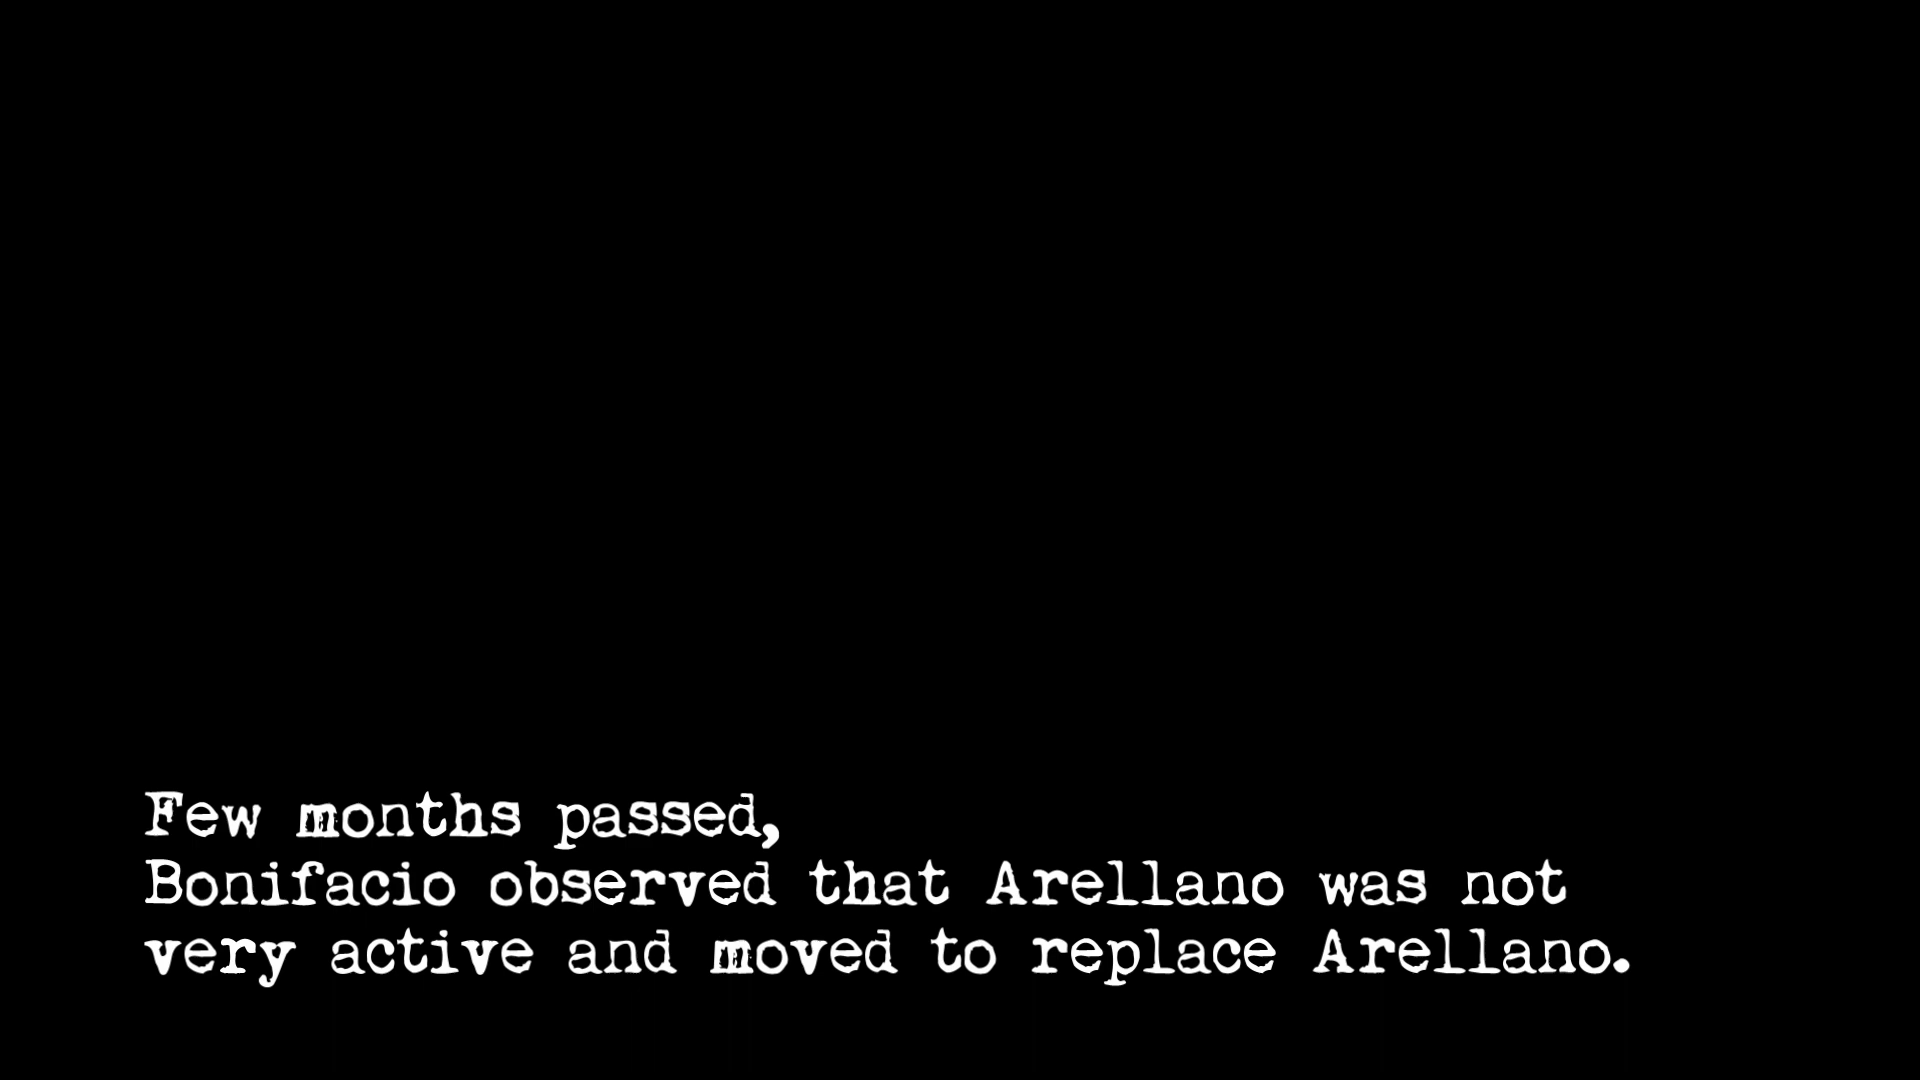 Few months passed,
Bonifacio observed that Arellano was not
very active and moved to replace Arellano.